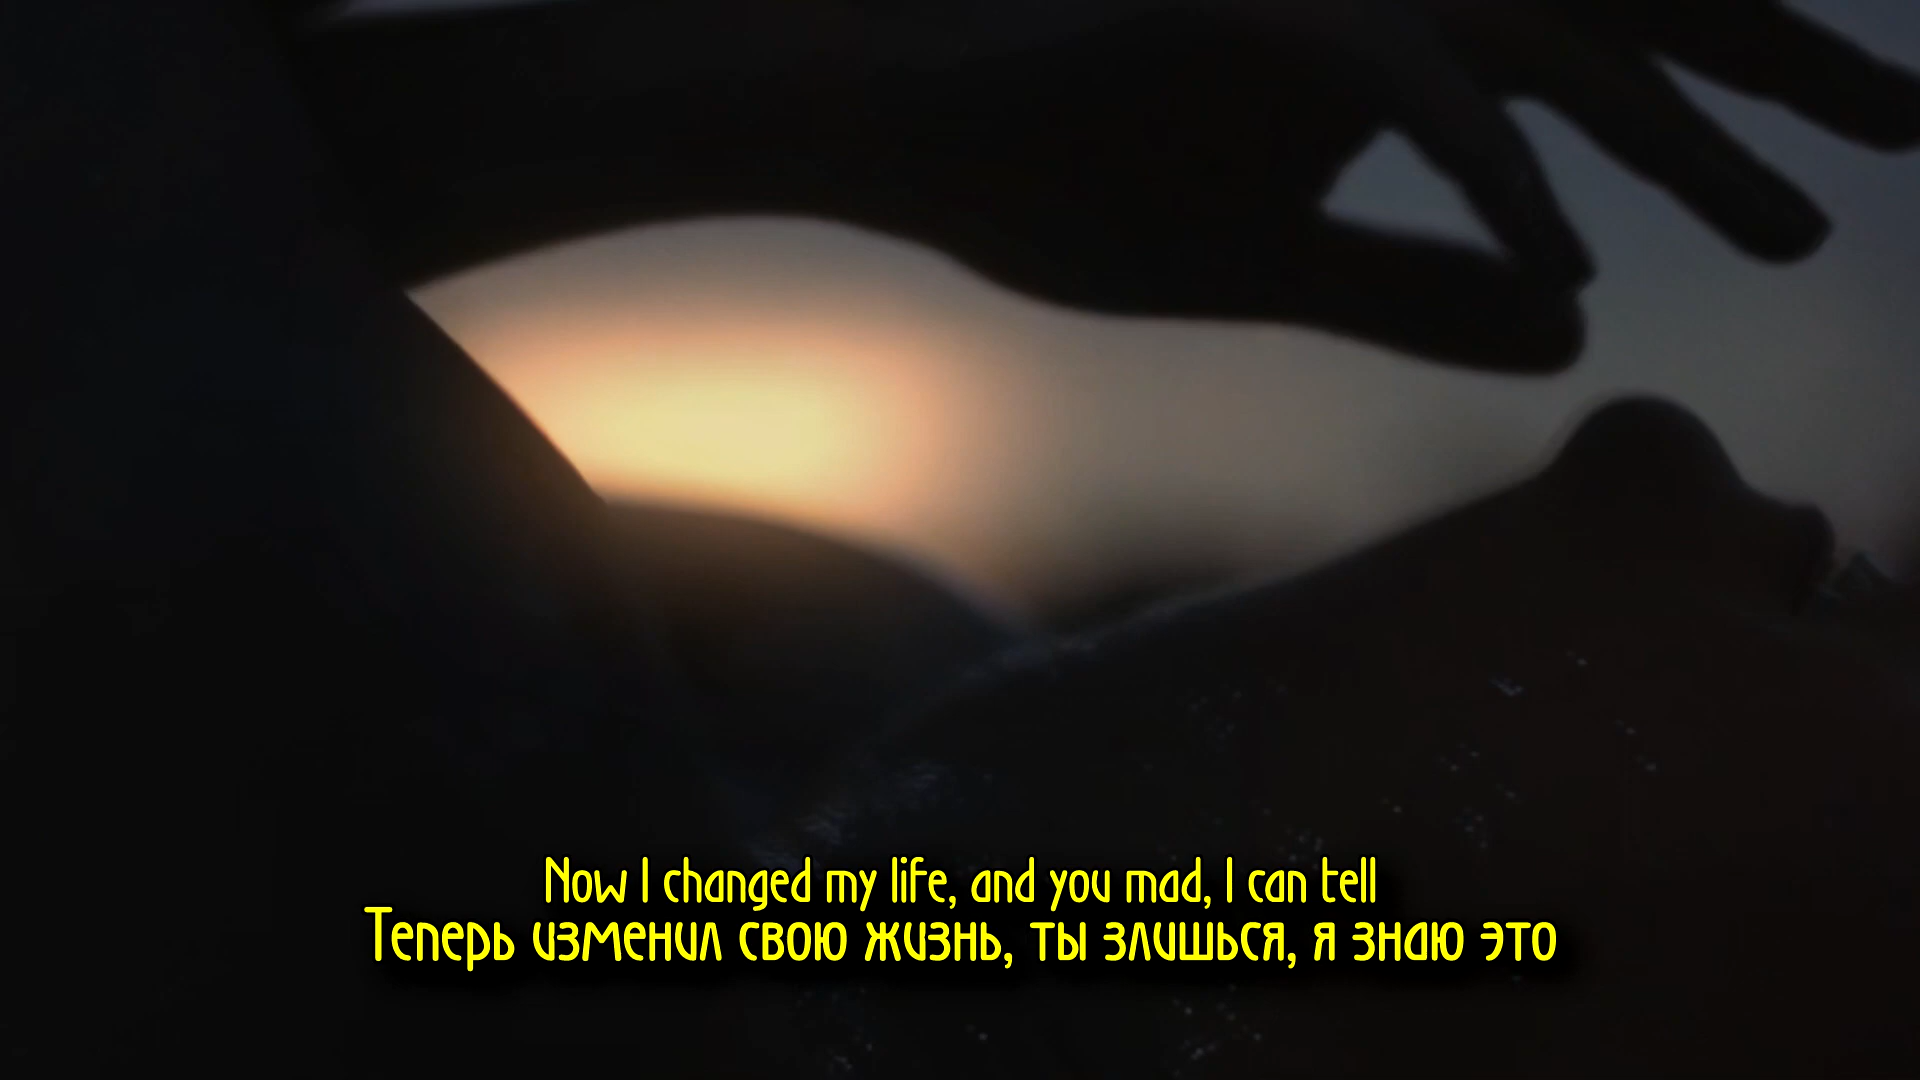 Now I changed my life, and you mad, I can tell
Теперь изменил свою жизнь, ты злишься, я знаю это